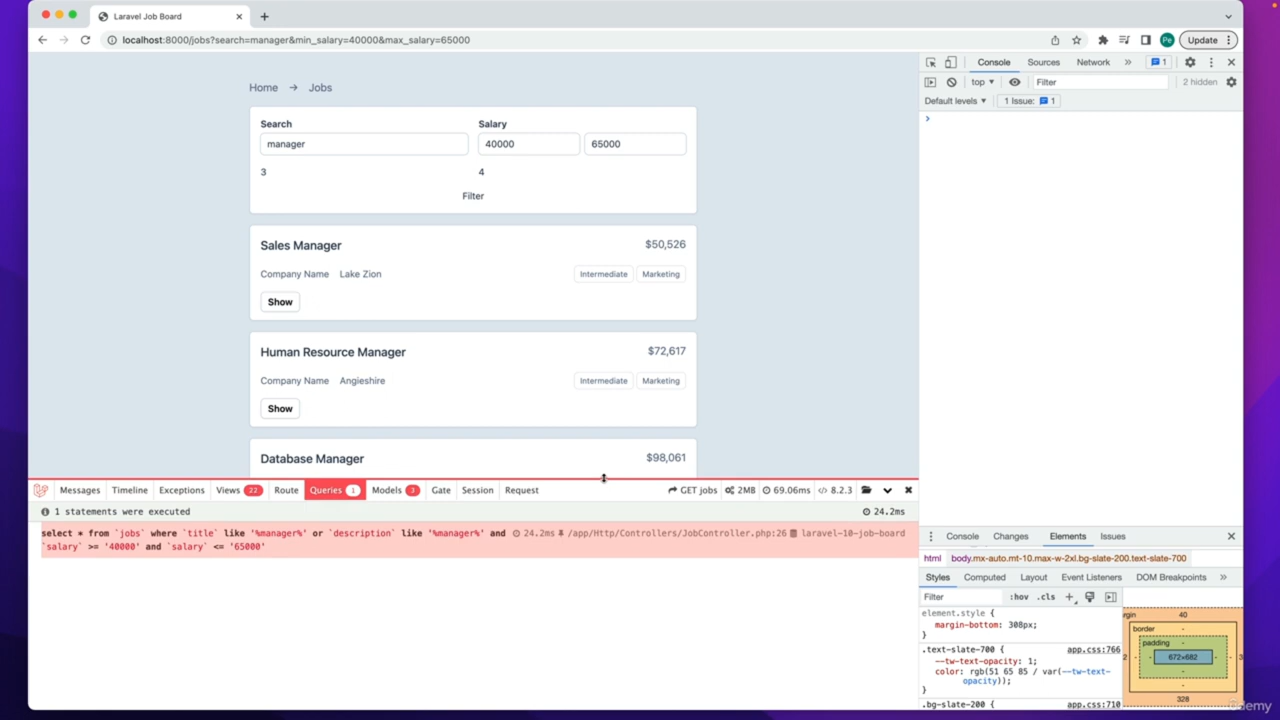 Laravel Job Board
localhost:8000/jobs?search=manager&min_salary=40000&max_salary=65000
Pe
Update
Home → Jobs
Search
Salary
manager
40000
65000
3
4
Filter
Sales Manager
$50,526
Company Name Lake Zion
Intermediate
Marketing
Show
Human Resource Manager
$72,617
Company Name Angieshire
Intermediate
Marketing
Show
Database Manager
$98,061
Messages Timeline Exceptions Views 22 Route Queries 1 Models 3 Gate Session Request
GET jobs 2MB 69.06ms 8.2.3
1 statements were executed
24.2ms
select * from `jobs` where `title` like '%manager%' or `description` like '%manager%' and
24.2ms /app/Http/Controllers/JobController.php:26 laravel-10-job-board
`salary` >= '40000' and `salary` <= '65000'
Console Sources Network » 1
top ▾ Filter 2 hidden
Default levels ▾ 1 Issue: 1
Console Changes Elements Issues
html body.mx-auto.mt-10.max-w-2xl.bg-slate-200.text-slate-700
Styles Computed Layout Event Listeners DOM Breakpoints »
Filter :hov .cls +
element.style {
margin-bottom: 308px;
}
.text-slate-700 { app.css:766
--tw-text-opacity: 1;
color: rgb(51 65 85 / var(--tw-text-
opacity));
}
.bg-slate-200 { app.css:710
40
border -
padding -
672×682
328